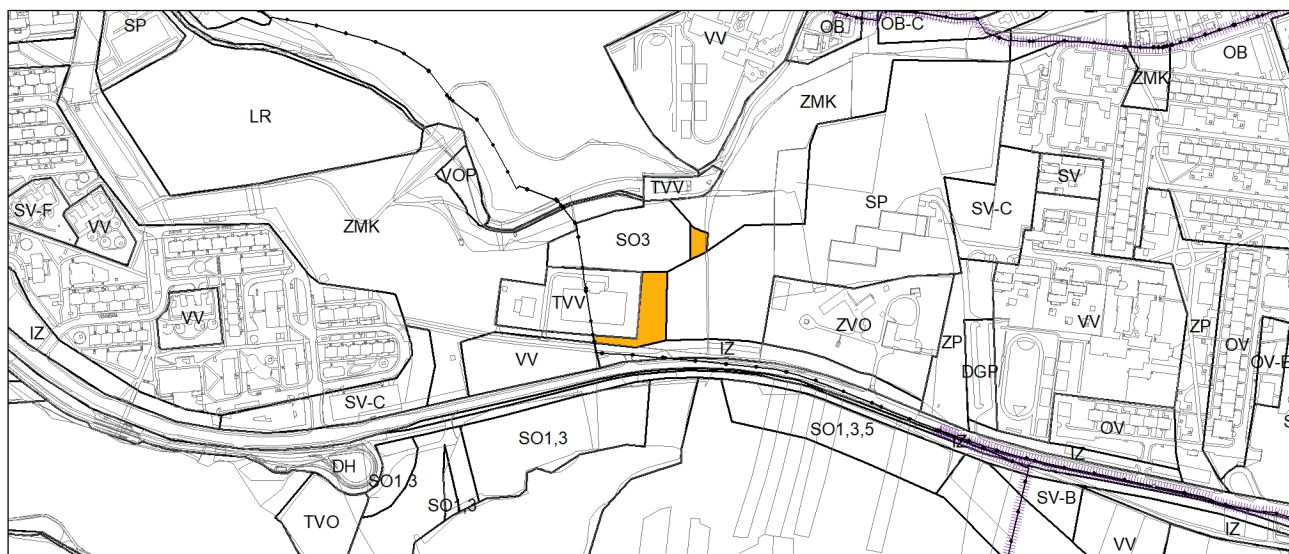 SP
VV
OB
OB-C
OB
ZMK
ZMK
LR
VOP
TVV
SV
SV-F
VV
ZMK
SP
SV-C
SO3
TVV
VV
IZ
ZVO
VV
ZP
ZP
OV
OV-E
VV
IZ
DGP
SV-C
SO1,3
SO1,3,5
OV
S
IZ
IZ
DH
SO1,3
SO1,3
TVO
SV-B
VV
IZ